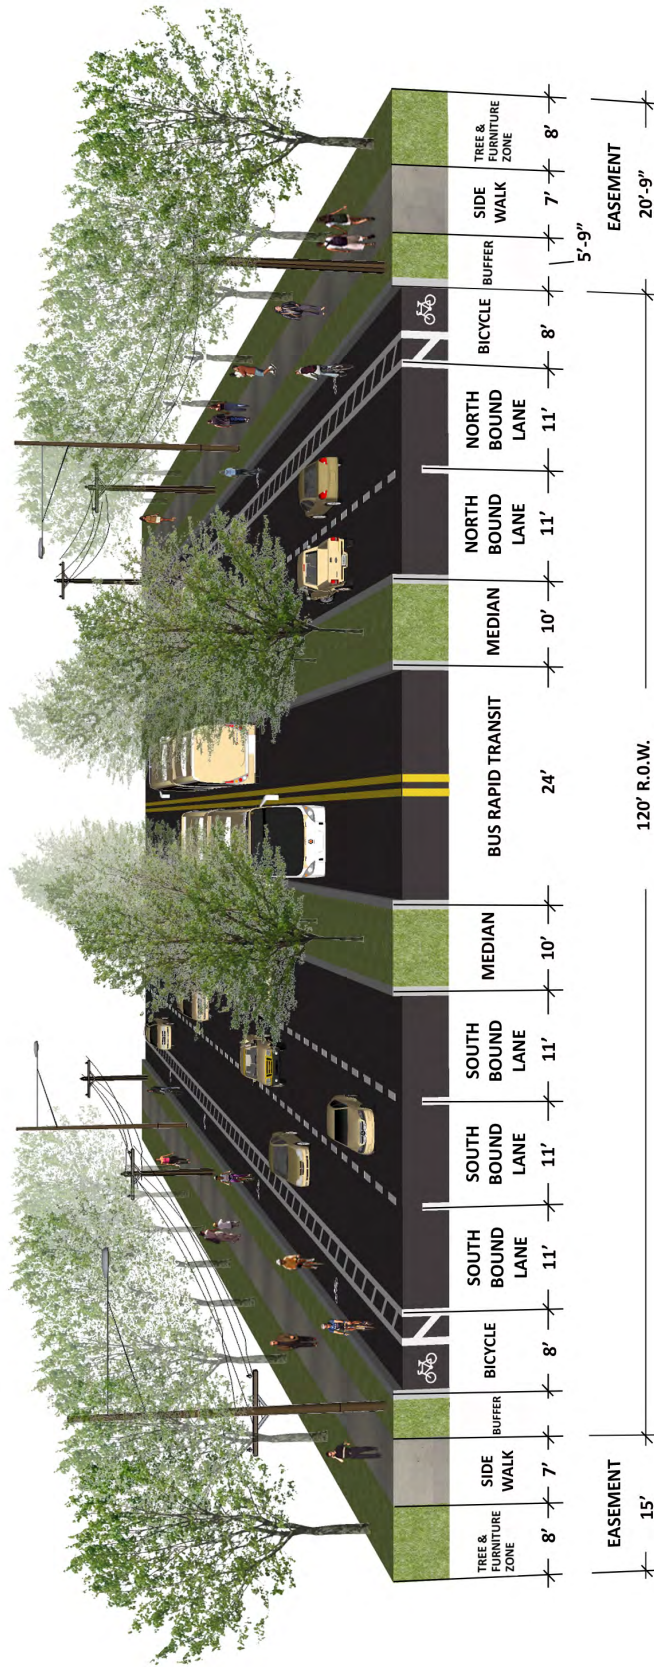 TREE &
FURNITURE
ZONE
SIDE
WALK
BUFFER
BICYCLE
SOUTH
BOUND
LANE
SOUTH
BOUND
LANE
SOUTH
BOUND
LANE
MEDIAN
BUS RAPID TRANSIT
MEDIAN
NORTH
BOUND
LANE
NORTH
BOUND
LANE
BICYCLE
BUFFER
SIDE
WALK
TREE &
FURNITURE
ZONE
8' 7' 8' 11' 11' 11' 10' 24' 10' 11' 11' 8' 5'-9" 7' 8'
EASEMENT
15'
120' R.O.W.
EASEMENT
20'-9"